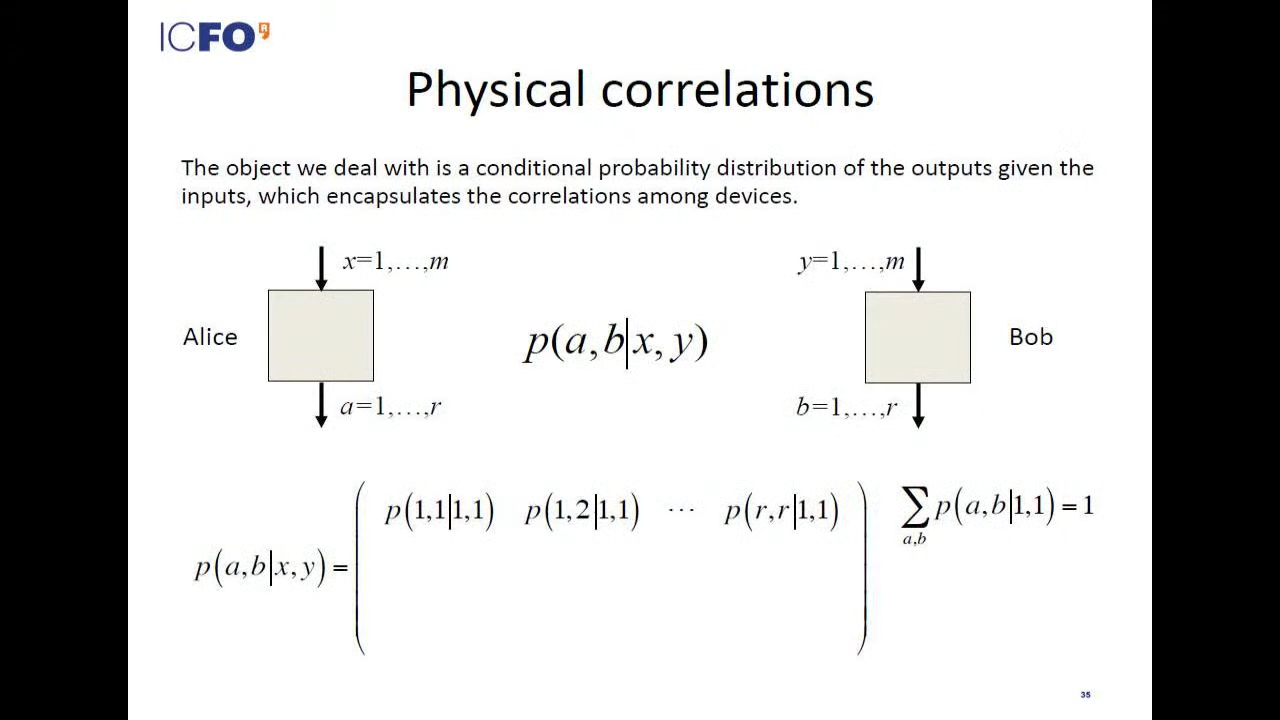 ICFO R
Physical correlations
The object we deal with is a conditional probability distribution of the outputs given the
inputs, which encapsulates the correlations among devices.
x=1,…,m
y=1,…,m
Alice
p(a,b|x,y)
Bob
a=1,…,r
b=1,…,r
p(a,b|x,y) = ( p(1,1|1,1) p(1,2|1,1) ⋯ p(r,r|1,1) )
∑a,b p(a,b|1,1) = 1
35